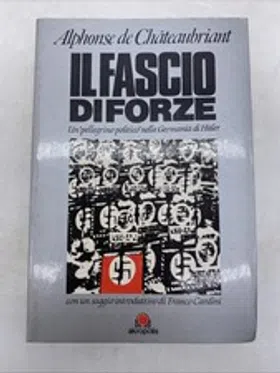 Alphonse de Châteaubriant
IL FASCIO
DI FORZE
Un 'pellegrino politico' nella Germania di Hitler
con un saggio introduttivo di Franco Cardini
akropolis